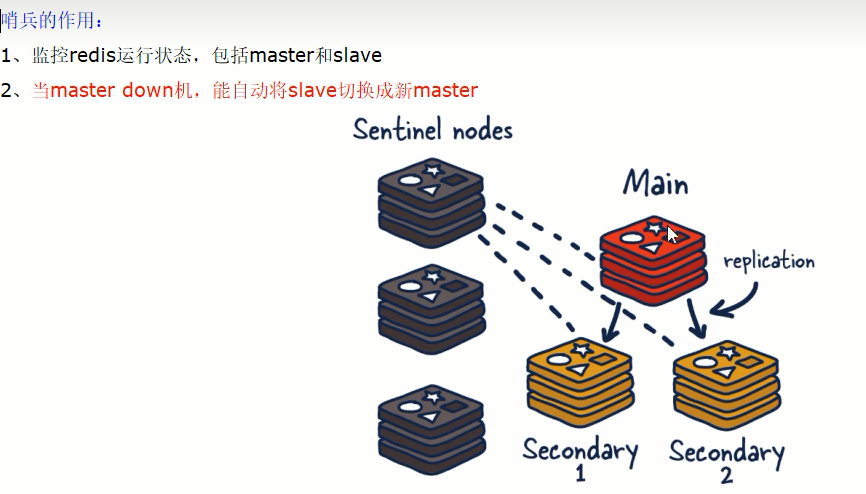 哨兵的作用：
1、监控redis运行状态，包括master和slave
2、当master down机，能自动将slave切换成新master
Sentinel nodes
Main
replication
Secondary
1
Secondary
2